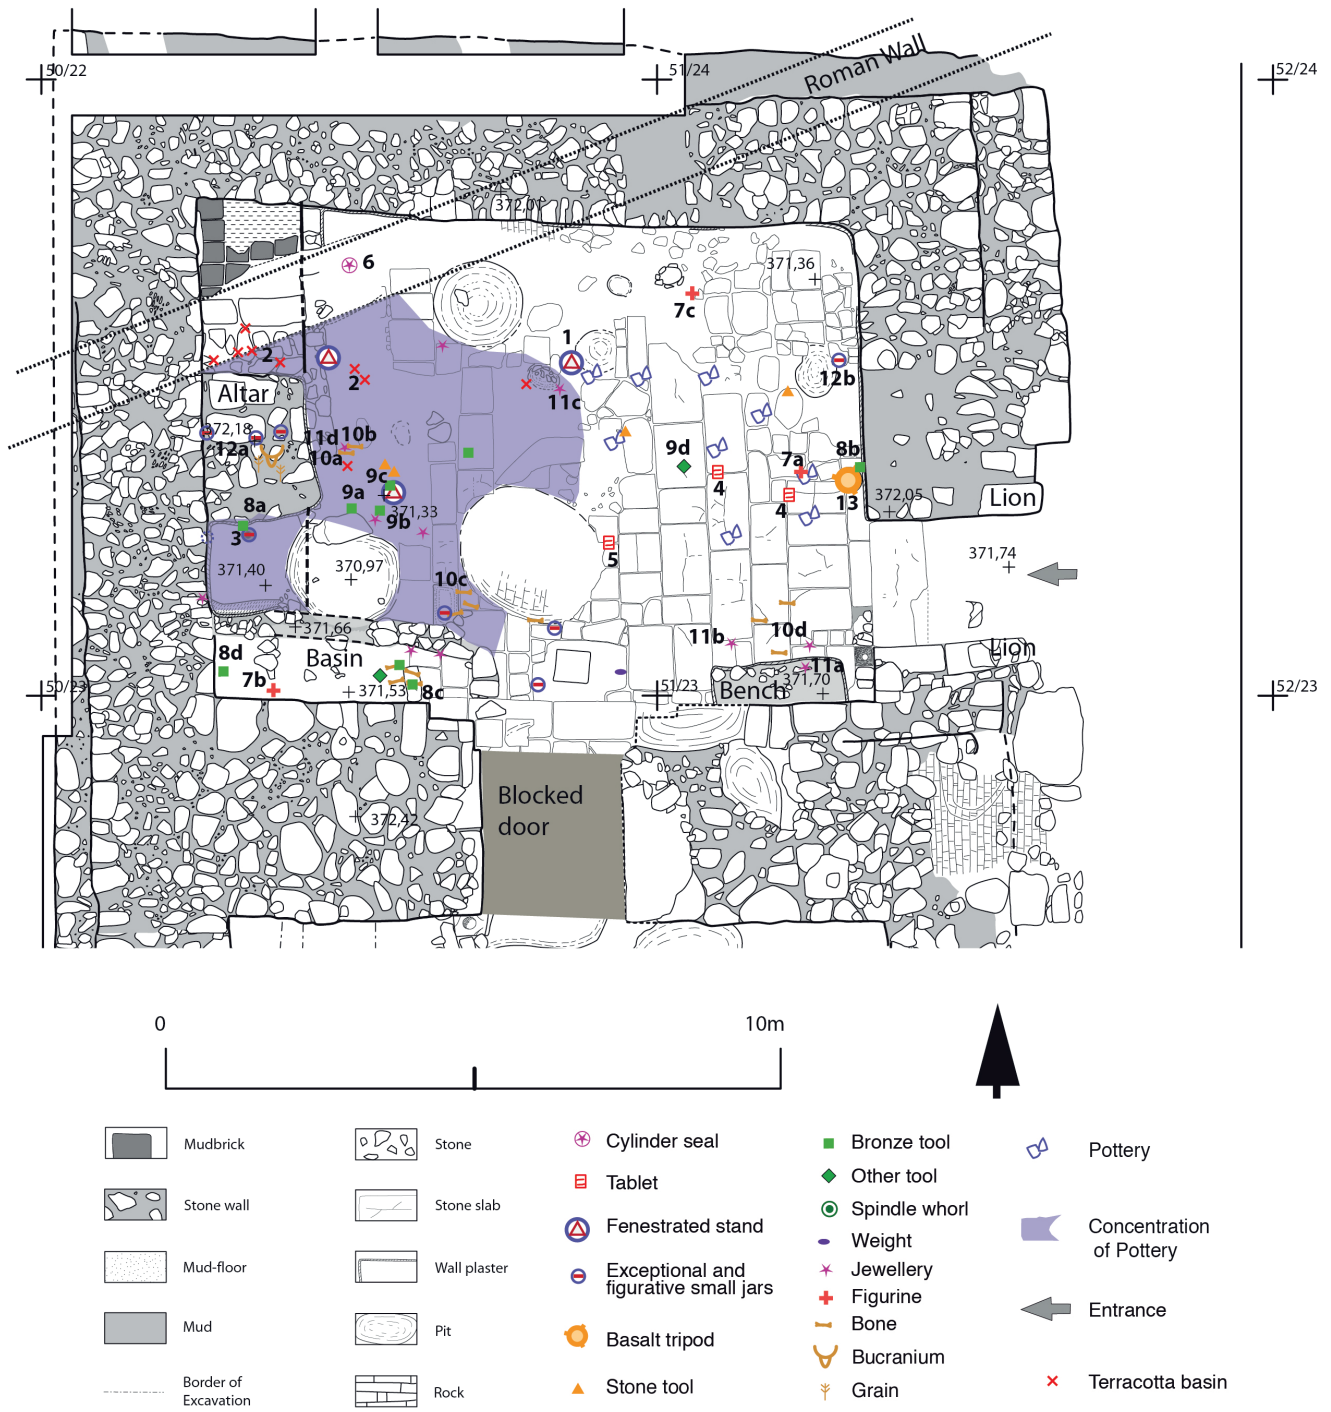 50/22
51/24
52/24
Roman Wall
372,01
371,36
6
7c
1
2
2
12b
11c
Altar
372,18
12a
11d
10b
10a
9c
9d
7a
8b
4
4
13
372,05
Lion
9a
371,33
9b
8a
3
5
371,40
370,97
371,74
10c
371,66
11b
10d
11a
Lion
8d
Basin
7b
371,53
8c
Bench
371,70
50/23
51/23
52/23
Blocked
door
372,42
0
10m
Mudbrick
Stone wall
Mud-floor
Mud
Border of
Excavation
Stone
Stone slab
Wall plaster
Pit
Rock
Cylinder seal
Tablet
Fenestrated stand
Exceptional and
figurative small jars
Basalt tripod
Stone tool
Bronze tool
Other tool
Spindle whorl
Weight
Jewellery
Figurine
Bone
Bucranium
Grain
Pottery
Concentration
of Pottery
Entrance
Terracotta basin